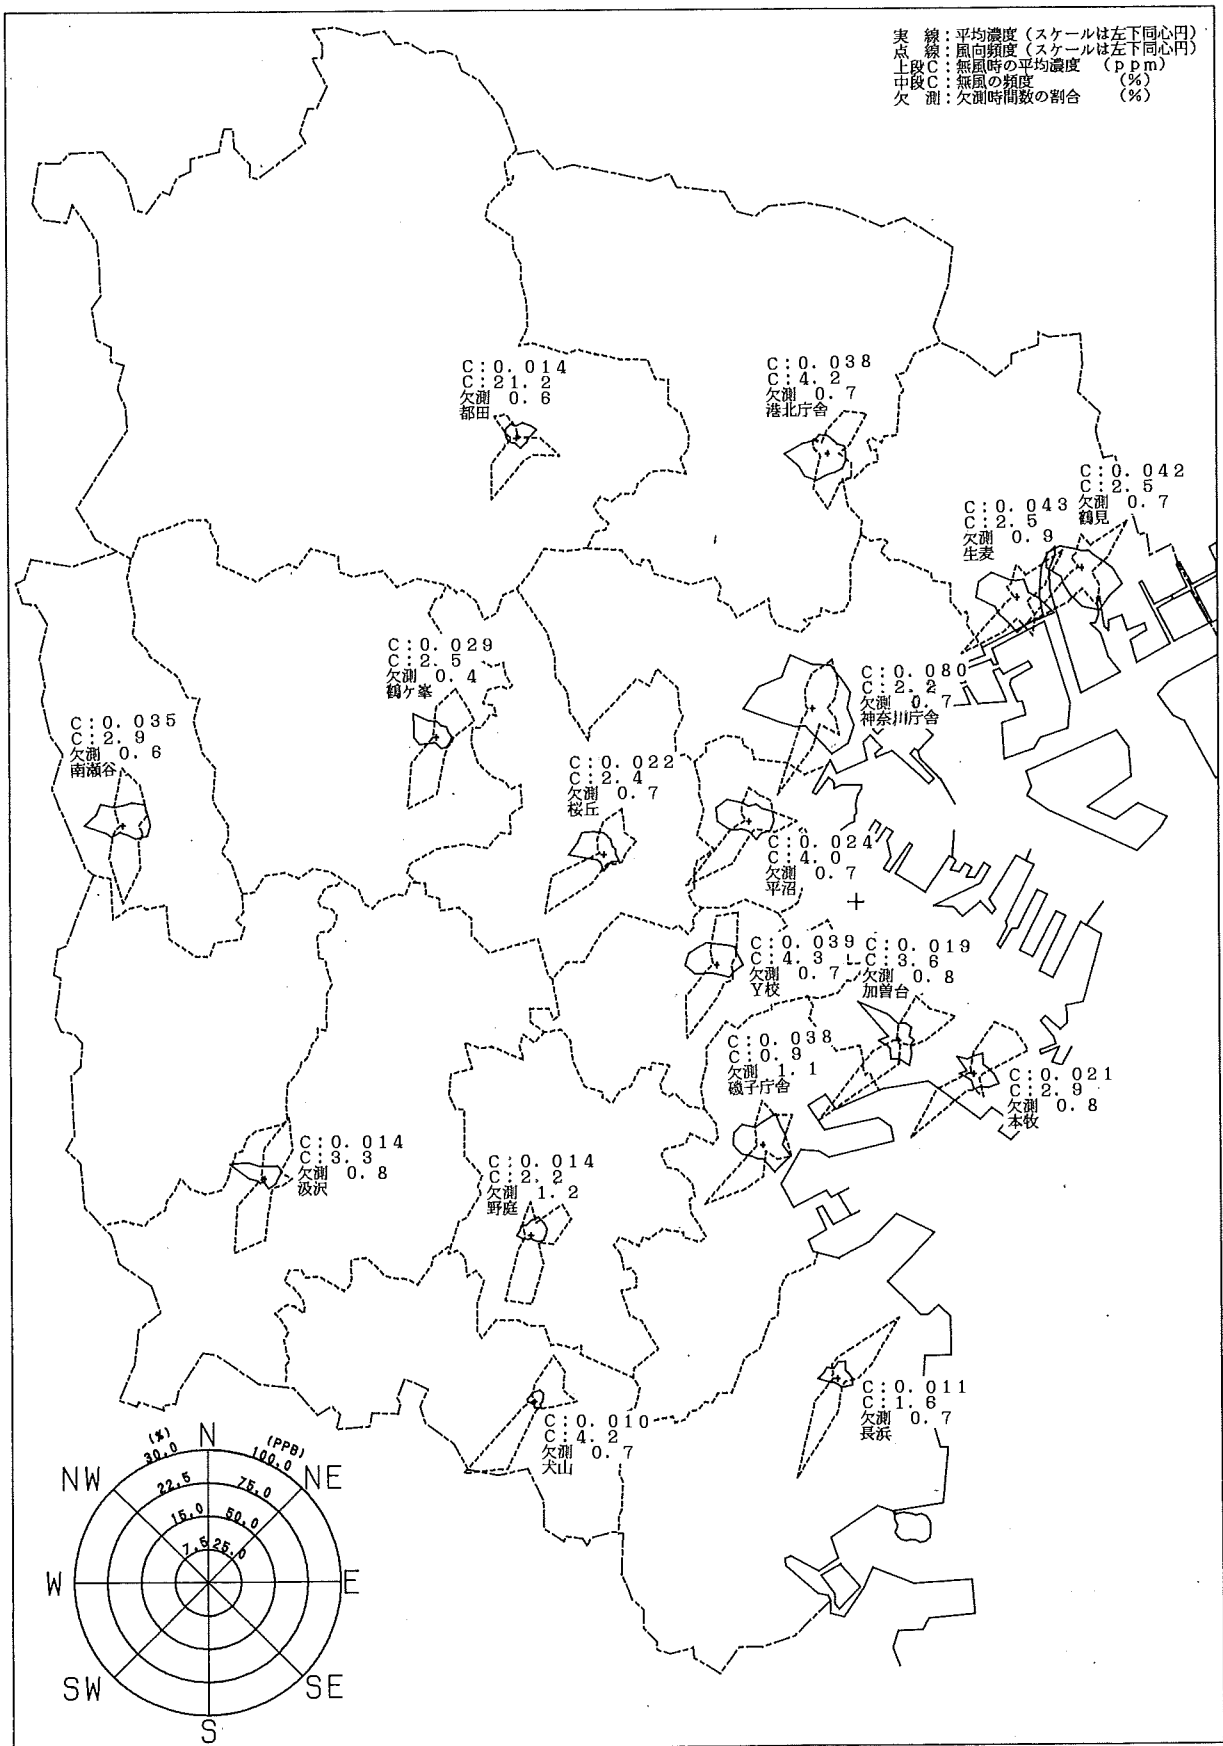 実 線:平均濃度(スケールは左下同心円)
点 線:風向頻度(スケールは左下同心円)
上段C:無風時の平均濃度 (ppm)
中段C:無風の頻度 (%)
欠 測:欠測時間数の割合 (%)
C:0.014
C:21.2
欠測 0.6
都田
C:0.038
C:4.2
欠測 0.7
港北庁舎
C:0.042
C:2.5
欠測 0.7
鶴見
C:0.043
C:2.5
欠測 0.9
生麦
C:0.029
C:2.5
欠測 0.4
鶴ケ峯
C:0.080
C:2.2
欠測 0.7
神奈川庁舎
C:0.035
C:2.9
欠測 0.6
南瀬谷
C:0.022
C:2.4
欠測 0.7
桜丘
C:0.024
C:4.0
欠測 0.7
平沼
C:0.039
C:4.3
欠測 0.7
Y校
C:0.019
C:3.6
欠測 0.8
加曽台
C:0.038
C:0.9
欠測 1.1
磯子庁舎
C:0.021
C:2.9
欠測 0.8
本牧
C:0.014
C:3.3
欠測 0.8
汲沢
C:0.014
C:2.2
欠測 1.2
野庭
C:0.011
C:1.6
欠測 0.7
長浜
C:0.010
C:4.2
欠測 0.7
犬山
(%) N (PPB)
30.0 100.0
NW NE
22.5 75.0
15.0 50.0
7.5 25.0
W E
SW SE
S